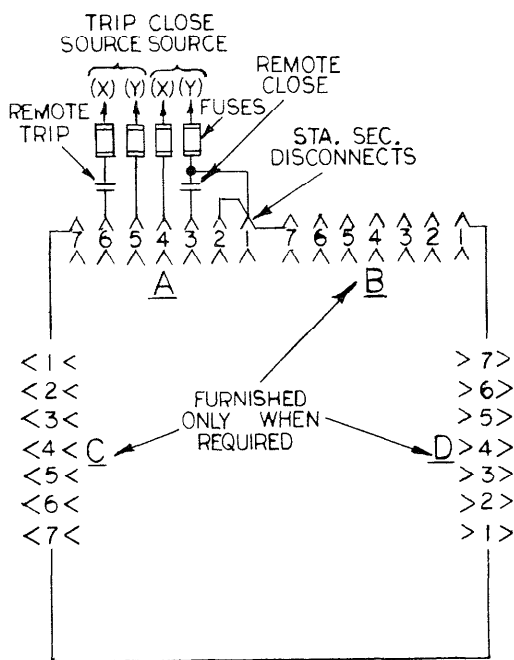 TRIP CLOSE
SOURCE SOURCE
(X) (Y) (X) (Y)
REMOTE
CLOSE
FUSES
REMOTE
TRIP
STA. SEC.
DISCONNECTS
7 6 5 4 3 2 1
7 6 5 4 3 2 1
A
B
1
2
3
4
5
6
7
C
FURNISHED
ONLY WHEN
REQUIRED
D
7
6
5
4
3
2
1